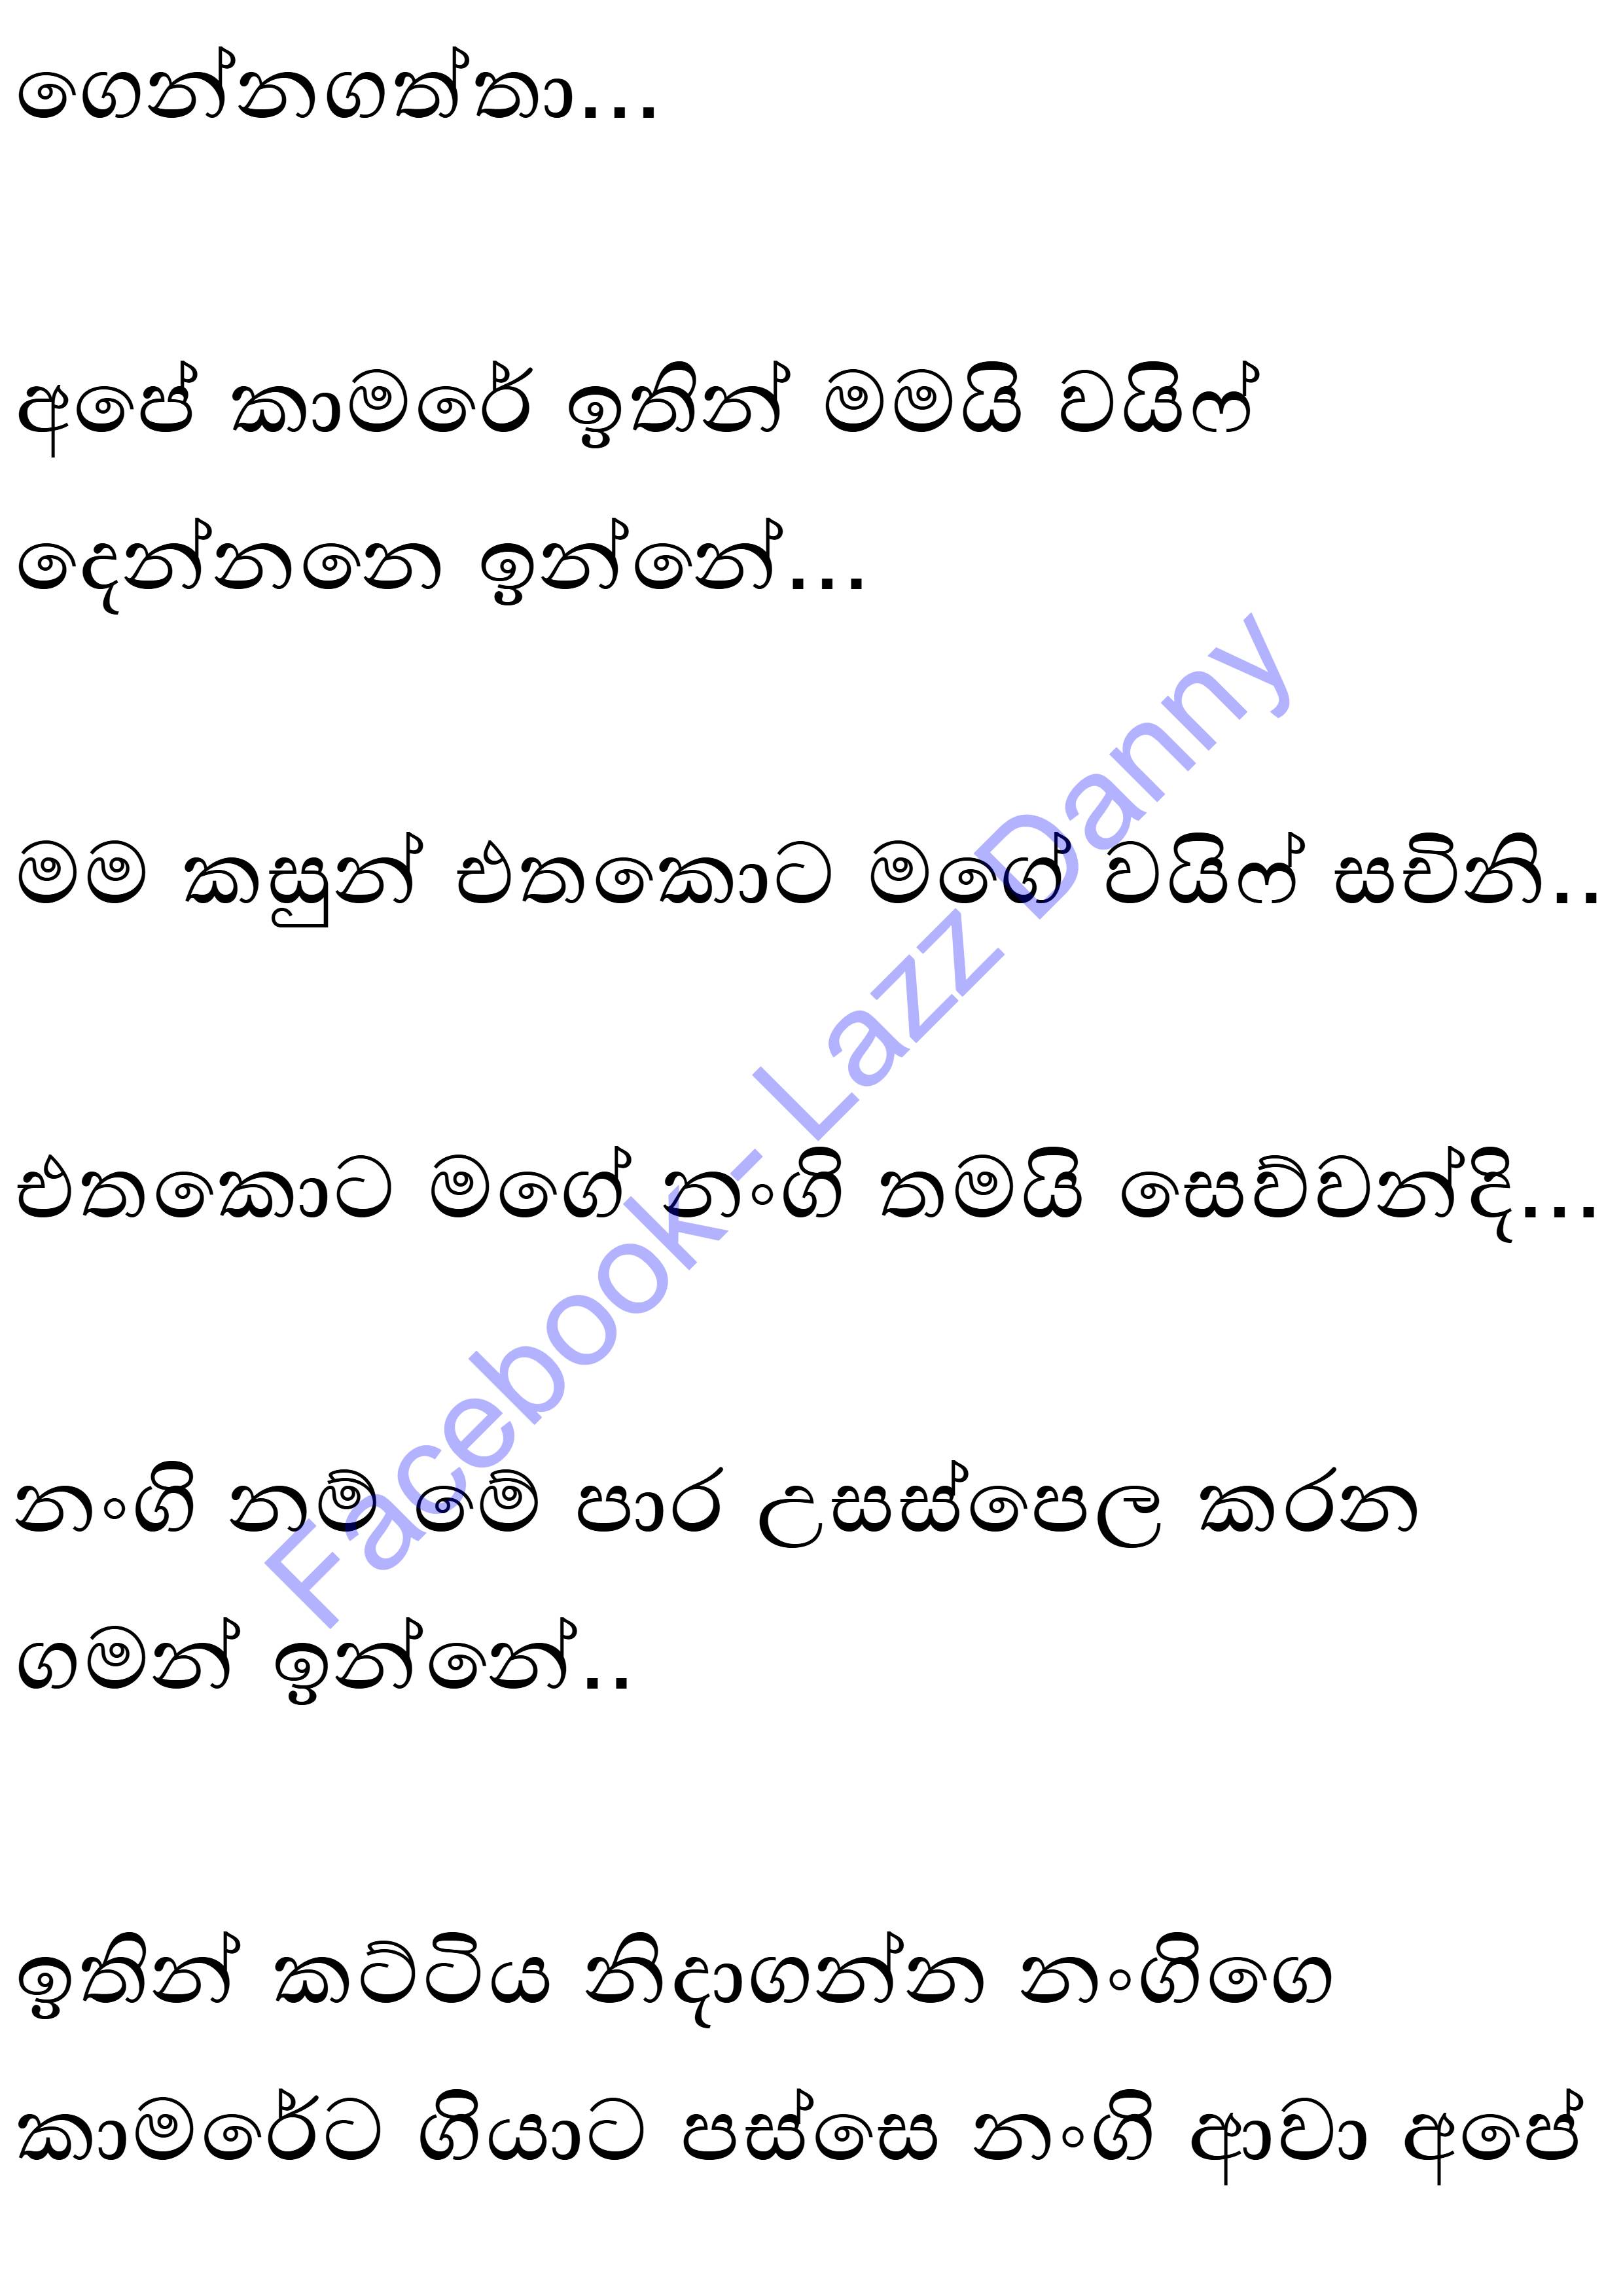 ගෙන්නගත්තා...
අපේ කාමරේ ඉතින් මමයි වයිෆ්
දෙන්නනෙ ඉන්නේ...
මම කසුන් එතකොට මගේ වයිෆ් සචිනි..
එතකොට මගේ නංගි තමයි සෙව්වන්දි...
නංගි නම් මේ පාර උසස්පෙල කරන
ගමන් ඉන්නේ..
ඉතින් කට්ටිය නිදාගන්න නංගිගෙ
කාමරේට ගියාට පස්සෙ නංගි ආවා අපේ
Facebook- Lazz Danny